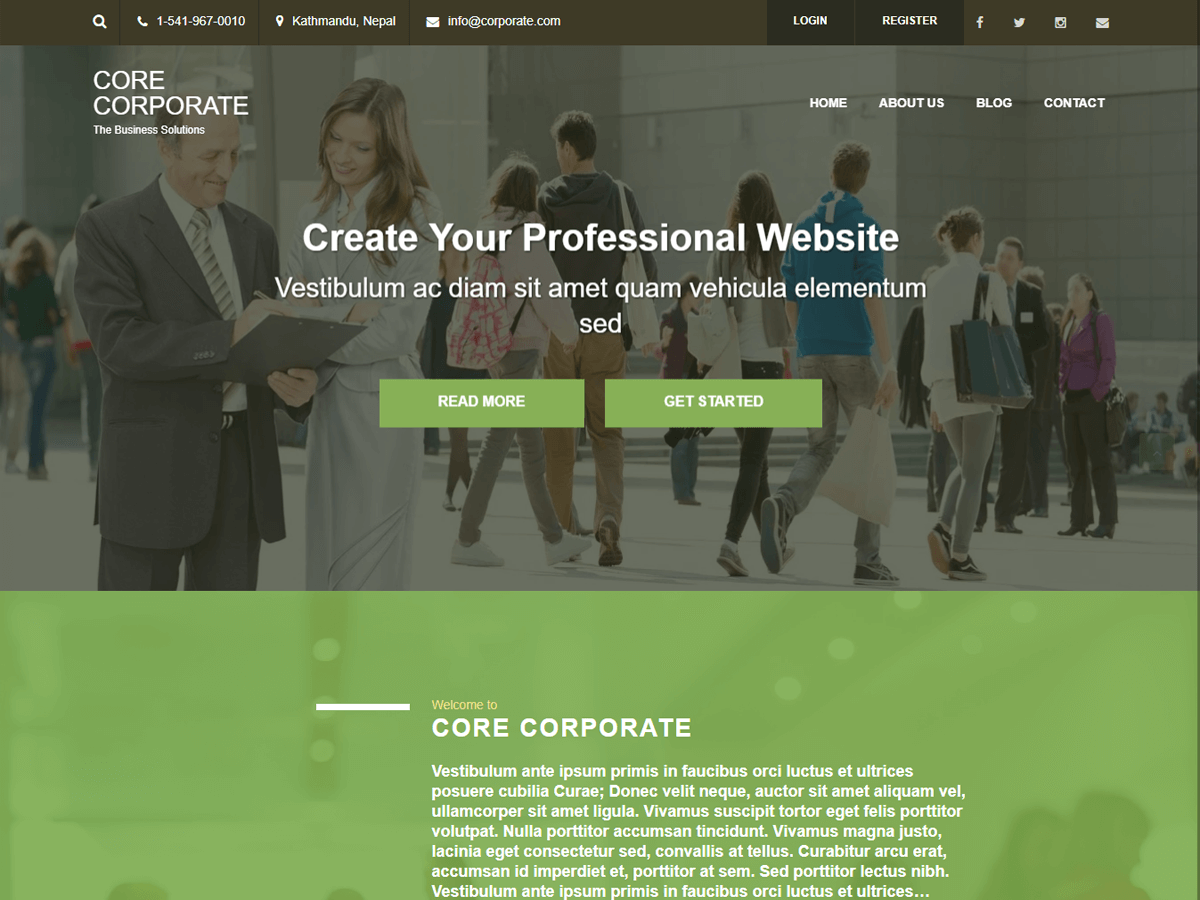 1-541-967-0010 Kathmandu, Nepal info@corporate.com LOGIN REGISTER
CORE
CORPORATE
The Business Solutions
HOME ABOUT US BLOG CONTACT
Create Your Professional Website
Vestibulum ac diam sit amet quam vehicula elementum
sed
READ MORE GET STARTED
Welcome to
CORE CORPORATE
Vestibulum ante ipsum primis in faucibus orci luctus et ultrices
posuere cubilia Curae; Donec velit neque, auctor sit amet aliquam vel,
ullamcorper sit amet ligula. Vivamus suscipit tortor eget felis porttitor
volutpat. Nulla porttitor accumsan tincidunt. Vivamus magna justo,
lacinia eget consectetur sed, convallis at tellus. Curabitur arcu erat,
accumsan id imperdiet et, porttitor at sem. Sed porttitor lectus nibh.
Vestibulum ante ipsum primis in faucibus orci luctus et ultrices…